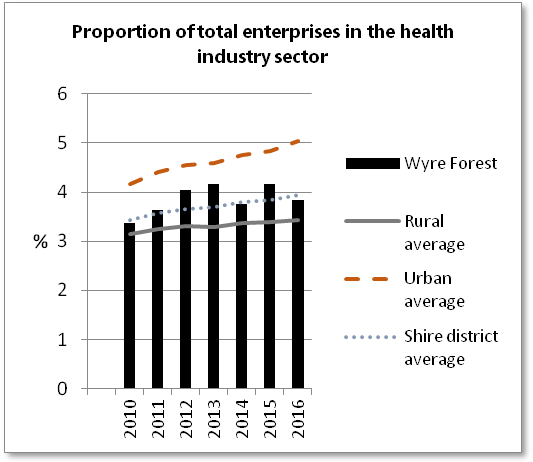 Proportion of total enterprises in the health
industry sector
6
5
4
3
2
1
0
%
2010
2011
2012
2013
2014
2015
2016
Wyre Forest
Rural
average
Urban
average
Shire district
average